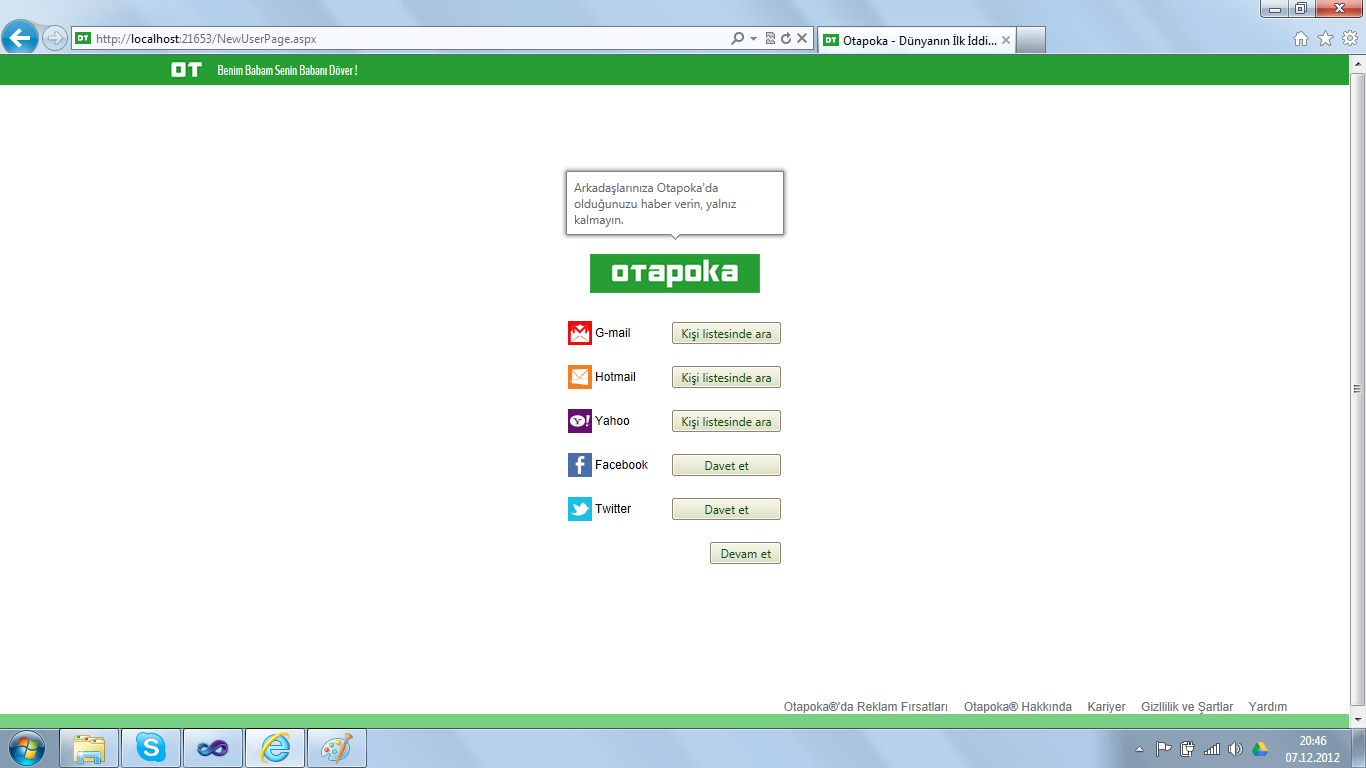 http://localhost:21653/NewUserPage.aspx
OT Otapoka - Dünyanın İlk İddi...
OT Benim Babam Senin Babanı Döver !
Arkadaşlarınıza Otapoka'da
olduğunuzu haber verin, yalnız
kalmayın.
OTAPOKA
G-mail Kişi listesinde ara
Hotmail Kişi listesinde ara
Yahoo Kişi listesinde ara
Facebook Davet et
Twitter Davet et
Devam et
Otapoka®'da Reklam Fırsatları Otapoka® Hakkında Kariyer Gizllilik ve Şartlar Yardım
20:46
07.12.2012